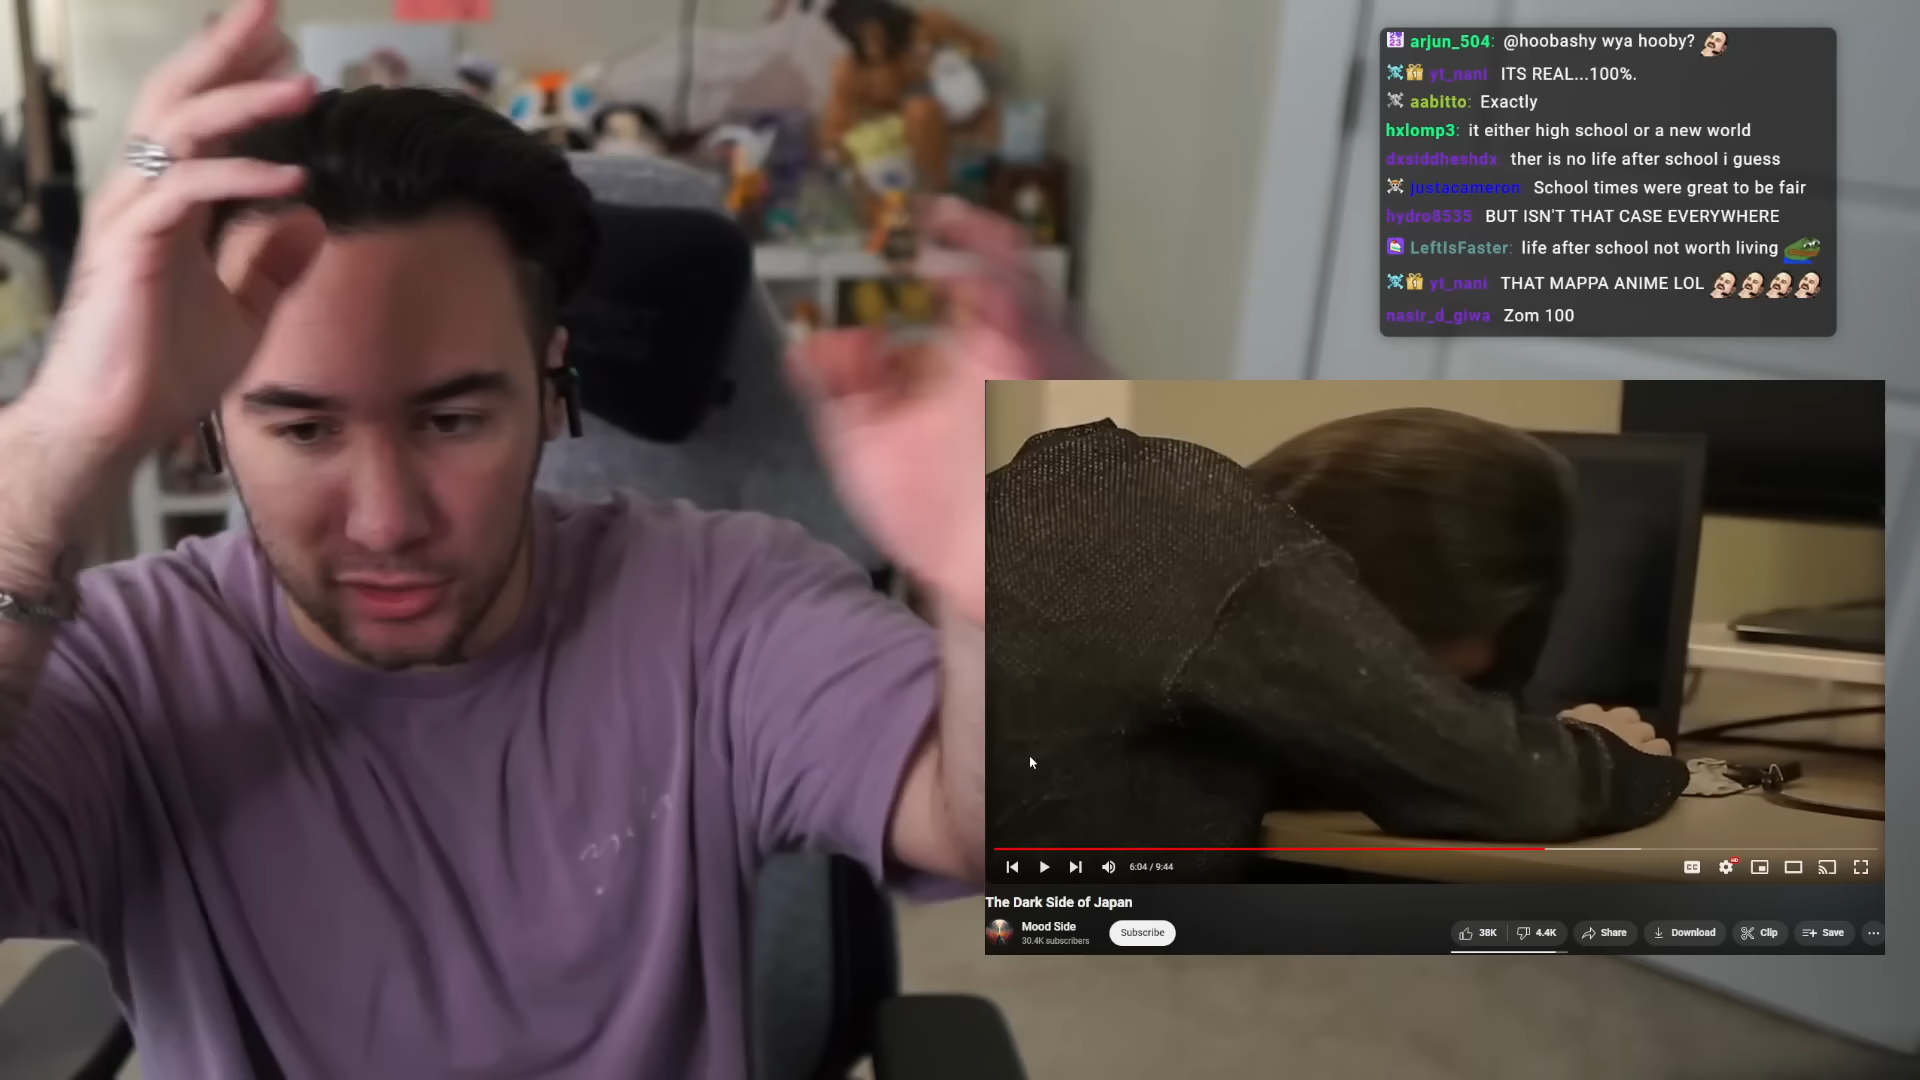 arjun_504: @hoobashy wya hooby?
yt_nani ITS REAL...100%.
aabitto: Exactly
hxlomp3: it either high school or a new world
dxsiddheshdx ther is no life after school i guess
justacameron School times were great to be fair
hydro8535 BUT ISN'T THAT CASE EVERYWHERE
LeftIsFaster: life after school not worth living
yt_nani THAT MAPPA ANIME LOL
nasir_d_giwa Zom 100
6:04 / 9:44
CC
HD
The Dark Side of Japan
Mood Side
30.4K subscribers
Subscribe
38K
4.4K
Share
Download
Clip
Save